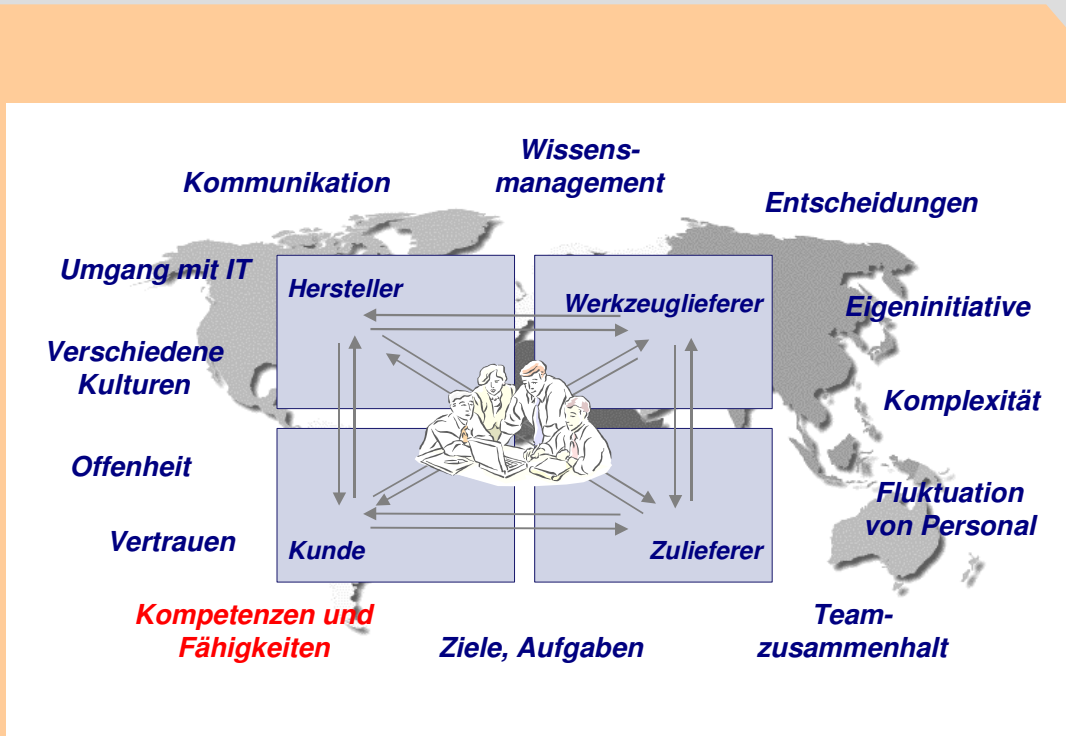 Wissens-
management
Kommunikation
Entscheidungen
Umgang mit IT
Hersteller
Werkzeuglieferer
Eigeninitiative
Verschiedene
Kulturen
Komplexität
Offenheit
Fluktuation
von Personal
Vertrauen
Kunde
Zulieferer
Kompetenzen und
Fähigkeiten
Ziele, Aufgaben
Team-
zusammenhalt